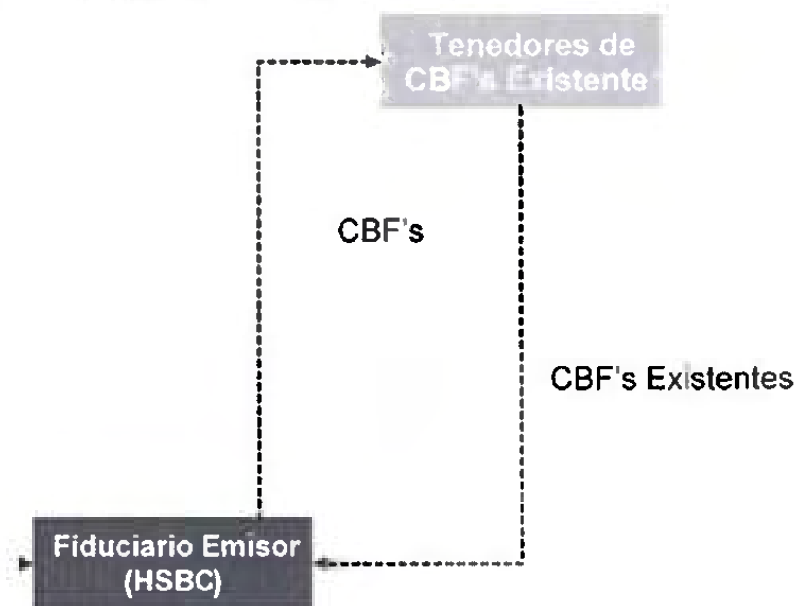 Tenedores de
CBF's Existente
CBF's
CBF's Existentes
Fiduciario Emisor
(HSBC)